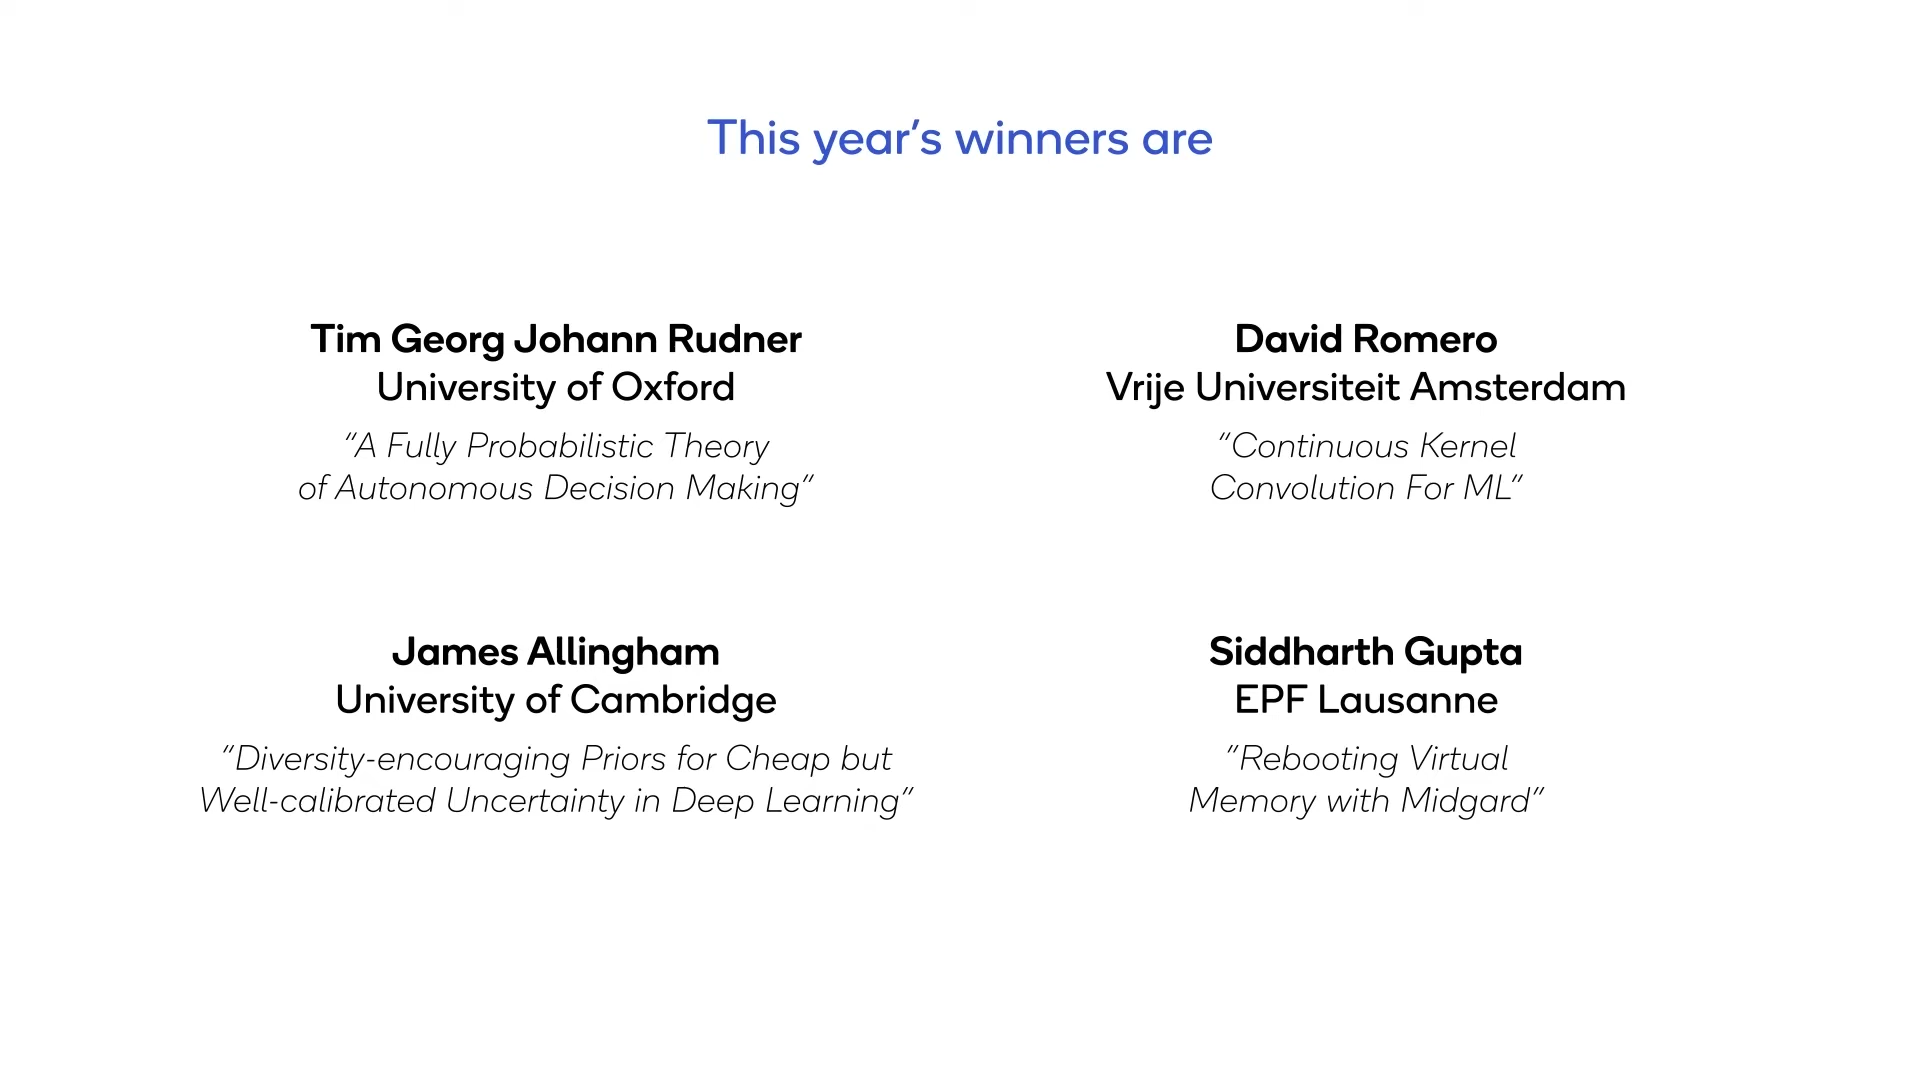 This year’s winners are
Tim Georg Johann Rudner
University of Oxford
“A Fully Probabilistic Theory
of Autonomous Decision Making”
David Romero
Vrije Universiteit Amsterdam
“Continuous Kernel
Convolution For ML”
James Allingham
University of Cambridge
“Diversity-encouraging Priors for Cheap but
Well-calibrated Uncertainty in Deep Learning”
Siddharth Gupta
EPF Lausanne
“Rebooting Virtual
Memory with Midgard”